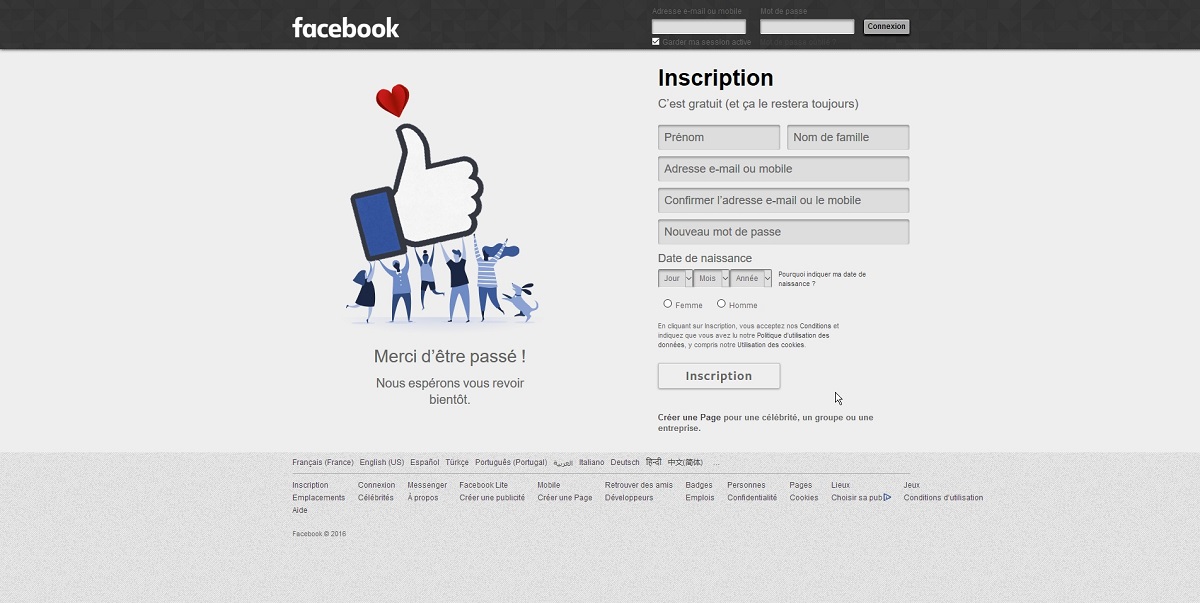 facebook
Adresse e-mail ou mobile
Mot de passe
Connexion
Garder ma session active
Mot de passe oublié ?
Inscription
C’est gratuit (et ça le restera toujours)
Prénom
Nom de famille
Adresse e-mail ou mobile
Confirmer l’adresse e-mail ou le mobile
Nouveau mot de passe
Date de naissance
Jour
Mois
Année
Pourquoi indiquer ma date de
naissance ?
Femme
Homme
En cliquant sur Inscription, vous acceptez nos Conditions et
indiquez que vous avez lu notre Politique d’utilisation des
données, y compris notre Utilisation des cookies.
Inscription
Créer une Page pour une célébrité, un groupe ou une
entreprise.
Merci d’être passé !
Nous espérons vous revoir
bientôt.
Français (France) English (US) Español Türkçe Português (Portugal) العربية Italiano Deutsch हिन्दी 中文(简体) ...
Inscription Connexion Messenger Facebook Lite Mobile Retrouver des amis Badges Personnes Pages Lieux Jeux
Emplacements Célébrités À propos Créer une publicité Créer une Page Développeurs Emplois Confidentialité Cookies Choisir sa pub Conditions d’utilisation
Aide
Facebook © 2016